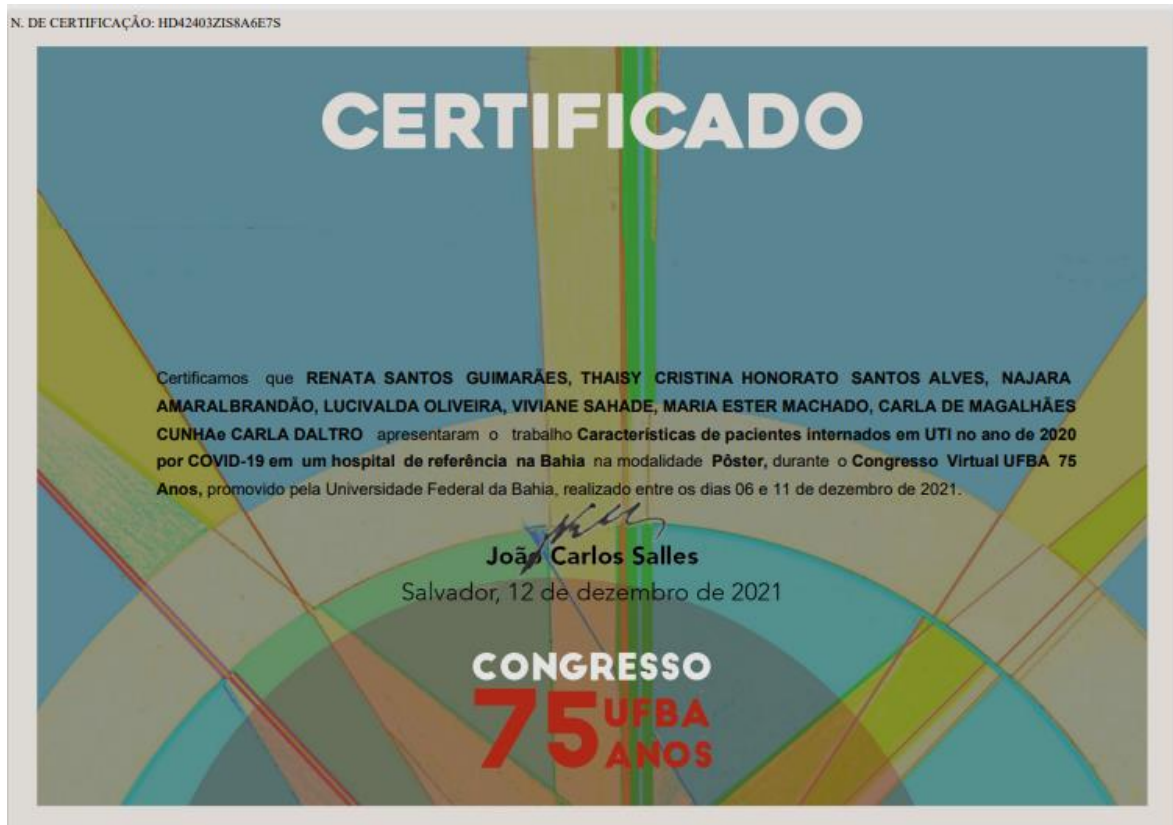 N. DE CERTIFICAÇÃO: HD42403ZIS8A6E7S
CERTIFICADO
Certificamos que RENATA SANTOS GUIMARÃES, THAISY CRISTINA HONORATO SANTOS ALVES, NAJARA
AMARALBRANDÃO, LUCIVALDA OLIVEIRA, VIVIANE SAHADE, MARIA ESTER MACHADO, CARLA DE MAGALHÃES
CUNHAe CARLA DALTRO apresentaram o trabalho Características de pacientes internados em UTI no ano de 2020
por COVID-19 em um hospital de referência na Bahia na modalidade Pôster, durante o Congresso Virtual UFBA 75
Anos, promovido pela Universidade Federal da Bahia, realizado entre os dias 06 e 11 de dezembro de 2021.
João Carlos Salles
Salvador, 12 de dezembro de 2021
CONGRESSO
75 UFBA
ANOS